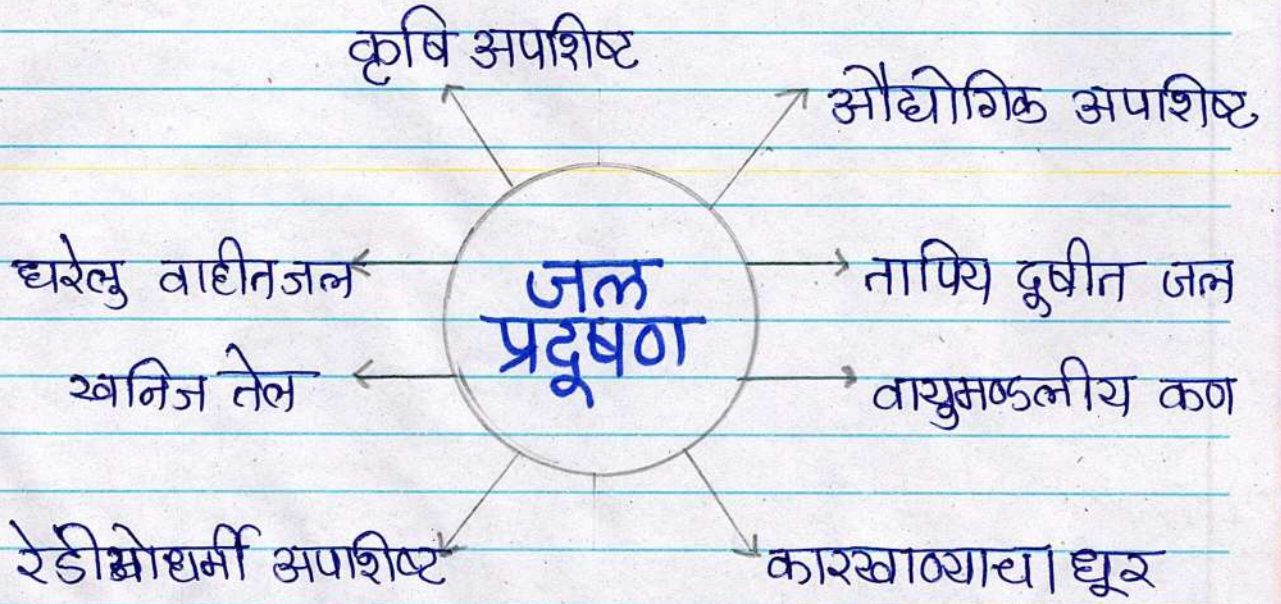 कृषि अपशिष्ट
औद्योगिक अपशिष्ट
घरेलु वाहीतजल
जल
प्रदूषण
तापिय दूषीत जल
खनिज तेल
वायुमण्डलीय कण
रेडीओधर्मी अपशिष्ट
कारखाण्याचा धूर